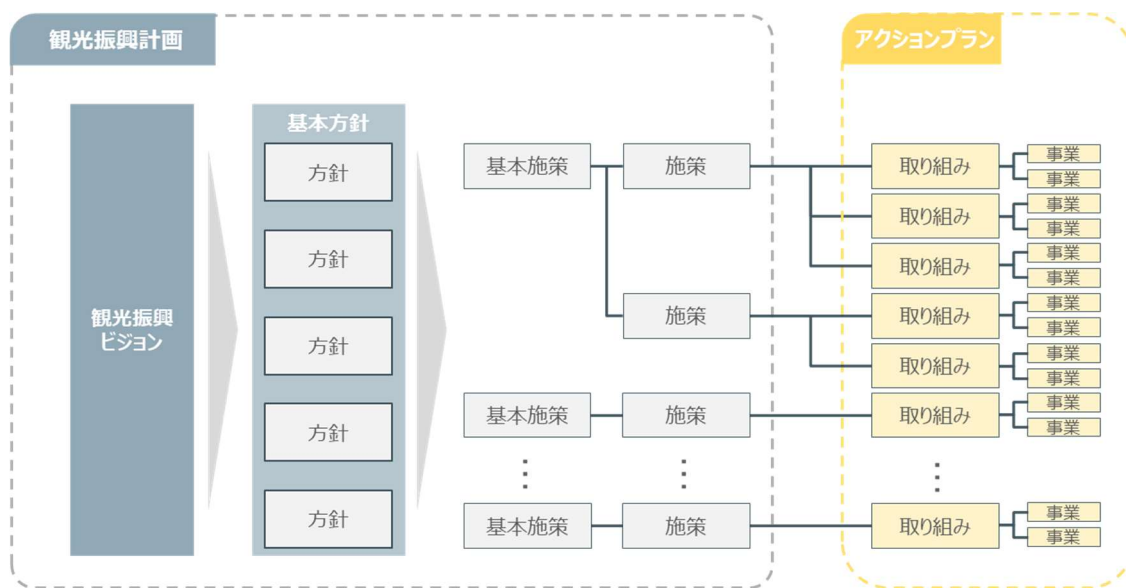 観光振興計画
アクションプラン
観光振興
ビジョン
基本方針
方針
方針
方針
方針
方針
基本施策
施策
取り組み
事業
事業
取り組み
事業
事業
取り組み
事業
事業
施策
取り組み
事業
事業
取り組み
事業
事業
基本施策
施策
取り組み
事業
事業
⋮
⋮
⋮
基本施策
施策
取り組み
事業
事業